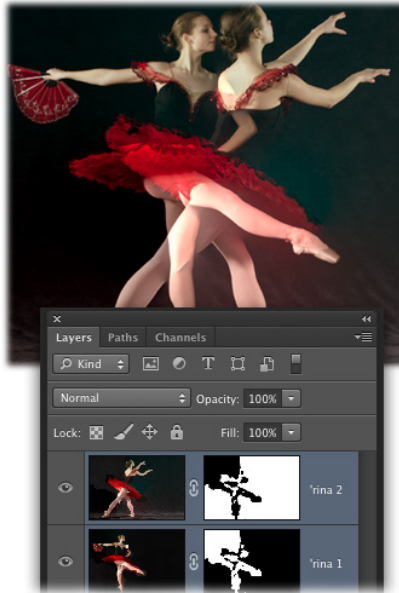 Layers Paths Channels
Kind T
Normal Opacity: 100%
Lock: Fill: 100%
'rina 2
'rina 1